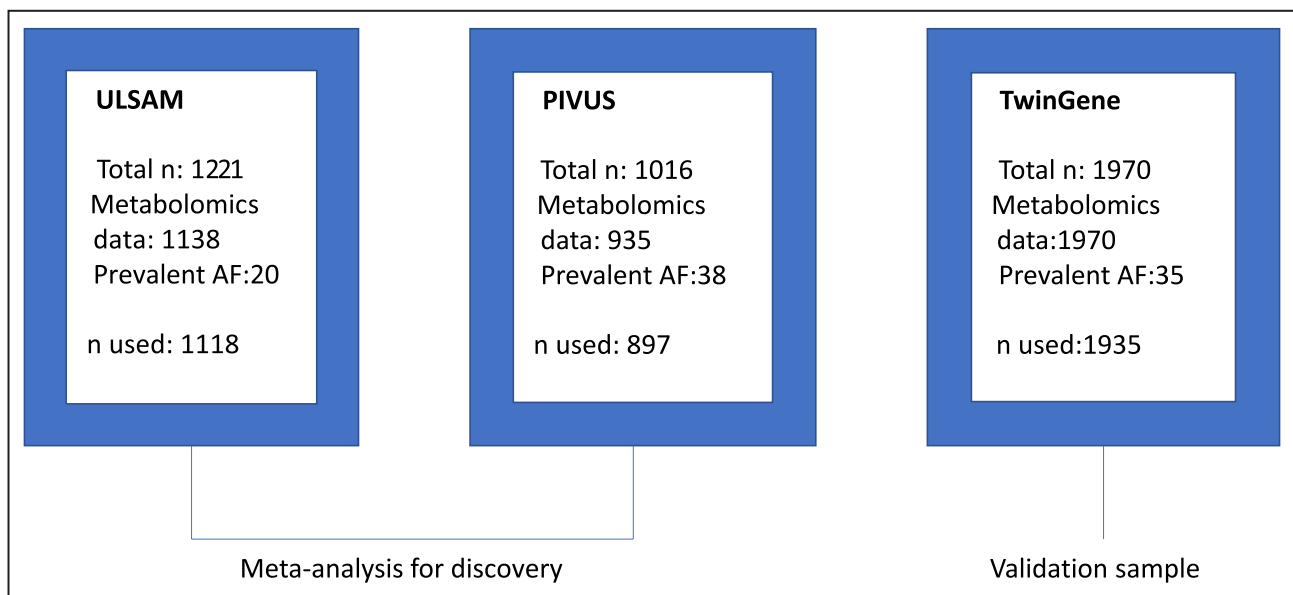 ULSAM
Total n: 1221
Metabolomics
data: 1138
Prevalent AF:20
n used: 1118
PIVUS
Total n: 1016
Metabolomics
data: 935
Prevalent AF:38
n used: 897
TwinGene
Total n: 1970
Metabolomics
data:1970
Prevalent AF:35
n used:1935
Meta-analysis for discovery
Validation sample